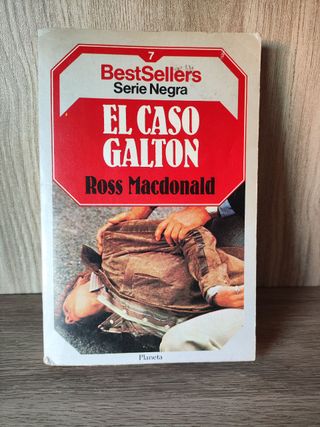 7
BestSellers
Serie Negra
EL CASO
GALTON
Ross Macdonald
Planeta